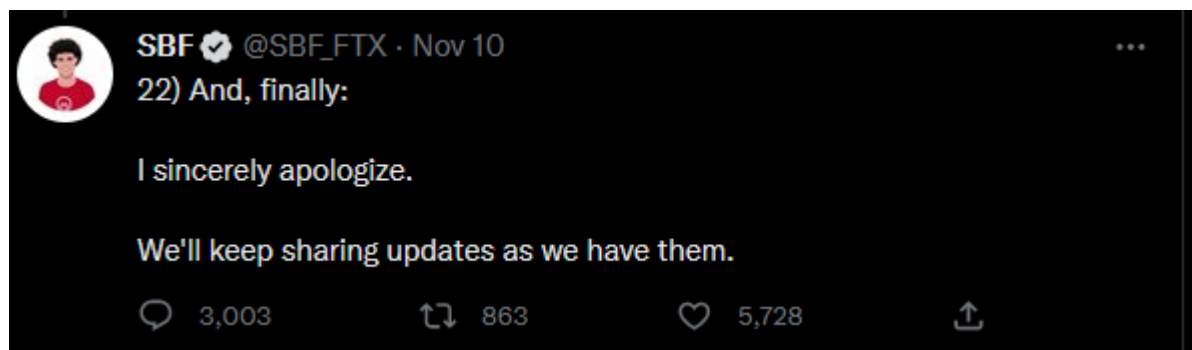 SBF @SBF_FTX · Nov 10
22) And, finally:
I sincerely apologize.
We'll keep sharing updates as we have them.
3,003 863 5,728